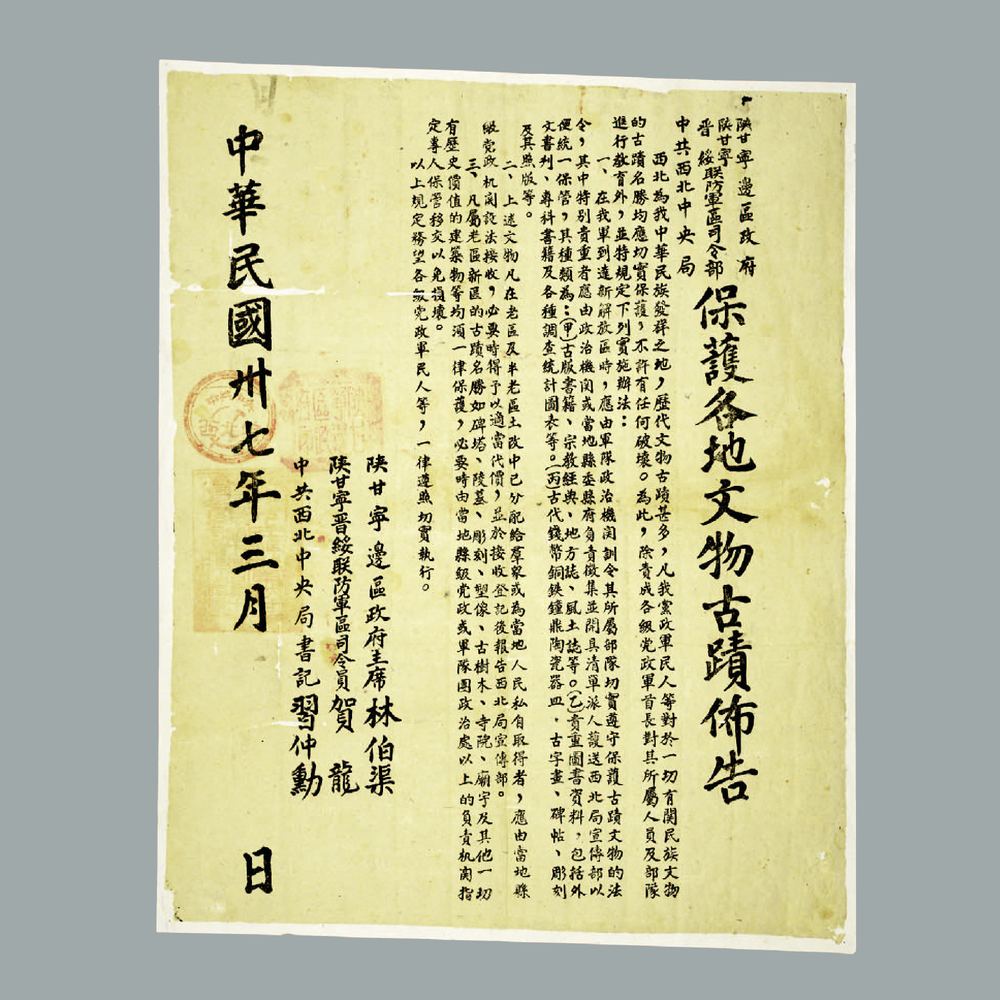 陝甘寧邊區政府
陝甘寧
晋綏联防軍區司令部
中共西北中央局
保護各地文物古蹟佈告
西北為我中華民族發祥之地，歷代文物古蹟甚多，凡我黨政軍民人等對於一切有関民族文物
的古蹟名勝均應切實保護，不許有任何破壞。為此，除責成各級党政軍首長對其所屬人員及部隊
進行教育外，並特規定下列實施辦法：
一、在我軍到達新解放區時，應由軍隊政治機関訓令其所屬部隊切實遵守保護古蹟文物的法
令，其中特別貴重者應由政治機関或當地縣委縣府負責徵集並開具清單派人護送西北局宣傳部以
便統一保管，其種類為：(甲)古版書籍、宗教経典、地方誌、風土誌等。(乙)貴重圖書資料，包括外
文書刋、專科書籍及各種調查統計圖表等。(丙)古代錢幣銅鉄鐘鼎陶瓷器皿，古字畫、碑帖、彫刻
及其照版等。
二、上述文物凡在老區及半老區土改中已分配給羣衆或為當地人民私自取得者，應由當地縣
級党政机関設法接收，必要時得予以適當代價，並於接收登記後報告西北局宣傳部。
三、凡屬老區新區的古蹟名勝如碑塔、陵墓、彫刻、塑像、古樹木、寺院、廟宇及其他一切
有歷史價值的建築物等均須一律保護，必要時由當地縣級党政或軍隊團政治處以上的負責机関指
定專人保管移交以免損壞。
以上規定務望各級党政軍民人等，一律遵照切實執行。
陝甘寧邊區政府主席林伯渠
陝甘寧晋綏联防軍區司令員賀龍
中共西北中央局書記習仲勳
中華民國卅七年三月 日